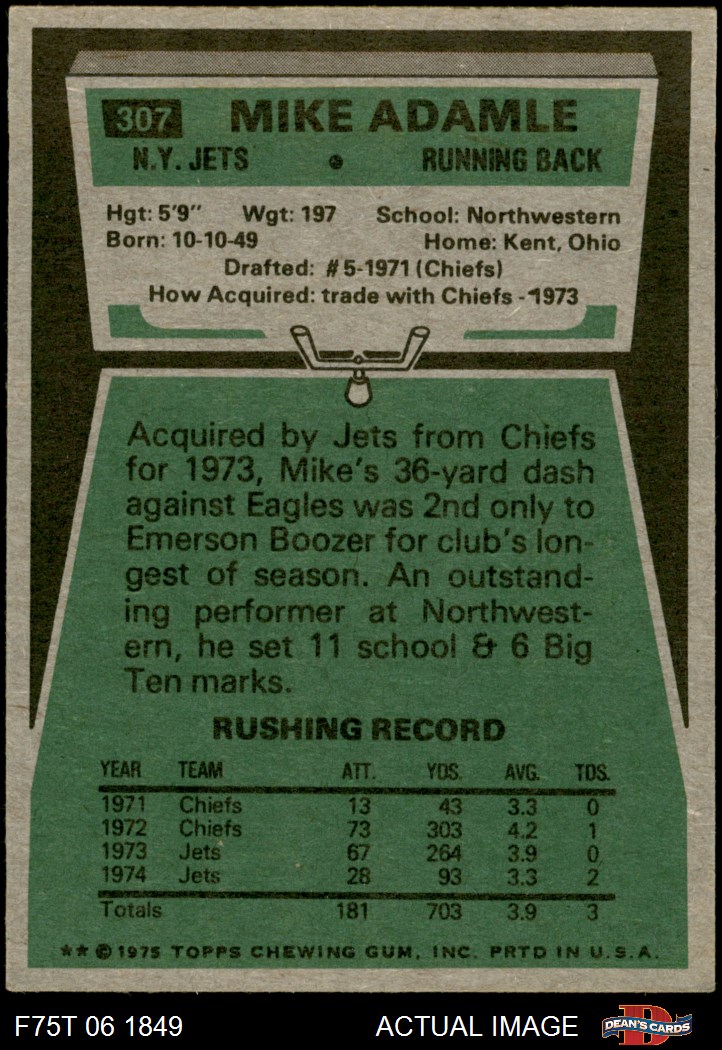 307 MIKE ADAMLE
N.Y. JETS • RUNNING BACK
Hgt: 5'9" Wgt: 197 School: Northwestern
Born: 10-10-49 Home: Kent, Ohio
Drafted: #5-1971 (Chiefs)
How Acquired: trade with Chiefs -1973
Acquired by Jets from Chiefs
for 1973, Mike's 36-yard dash
against Eagles was 2nd only to
Emerson Boozer for club's lon-
gest of season. An outstand-
ing performer at Northwest-
ern, he set 11 school & 6 Big
Ten marks.
RUSHING RECORD
YEAR TEAM ATT. YDS. AVG. TDS.
1971 Chiefs 13 43 3.3 0
1972 Chiefs 73 303 4.2 1
1973 Jets 67 264 3.9 0
1974 Jets 28 93 3.3 2
Totals 181 703 3.9 3
** © 1975 TOPPS CHEWING GUM, INC. PRTD IN U.S.A.
F75T 06 1849 ACTUAL IMAGE D DEAN'S CARDS